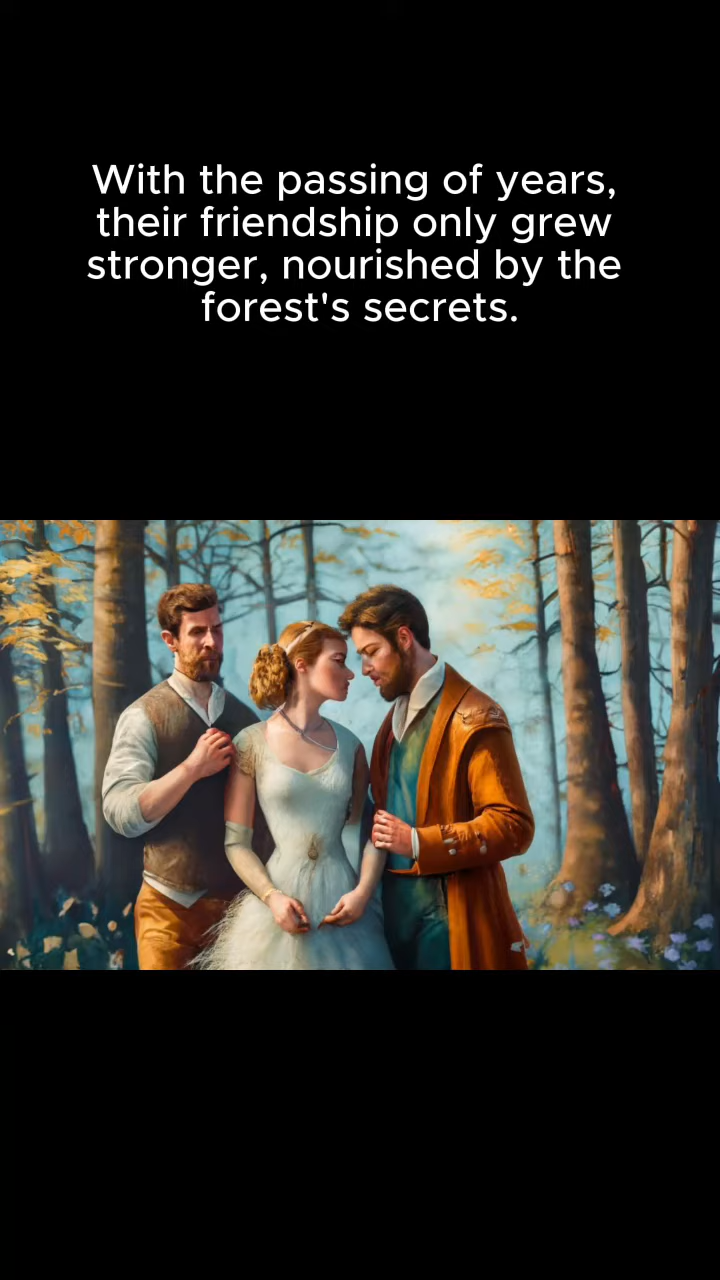 With the passing of years,
their friendship only grew
stronger, nourished by the
forest's secrets.